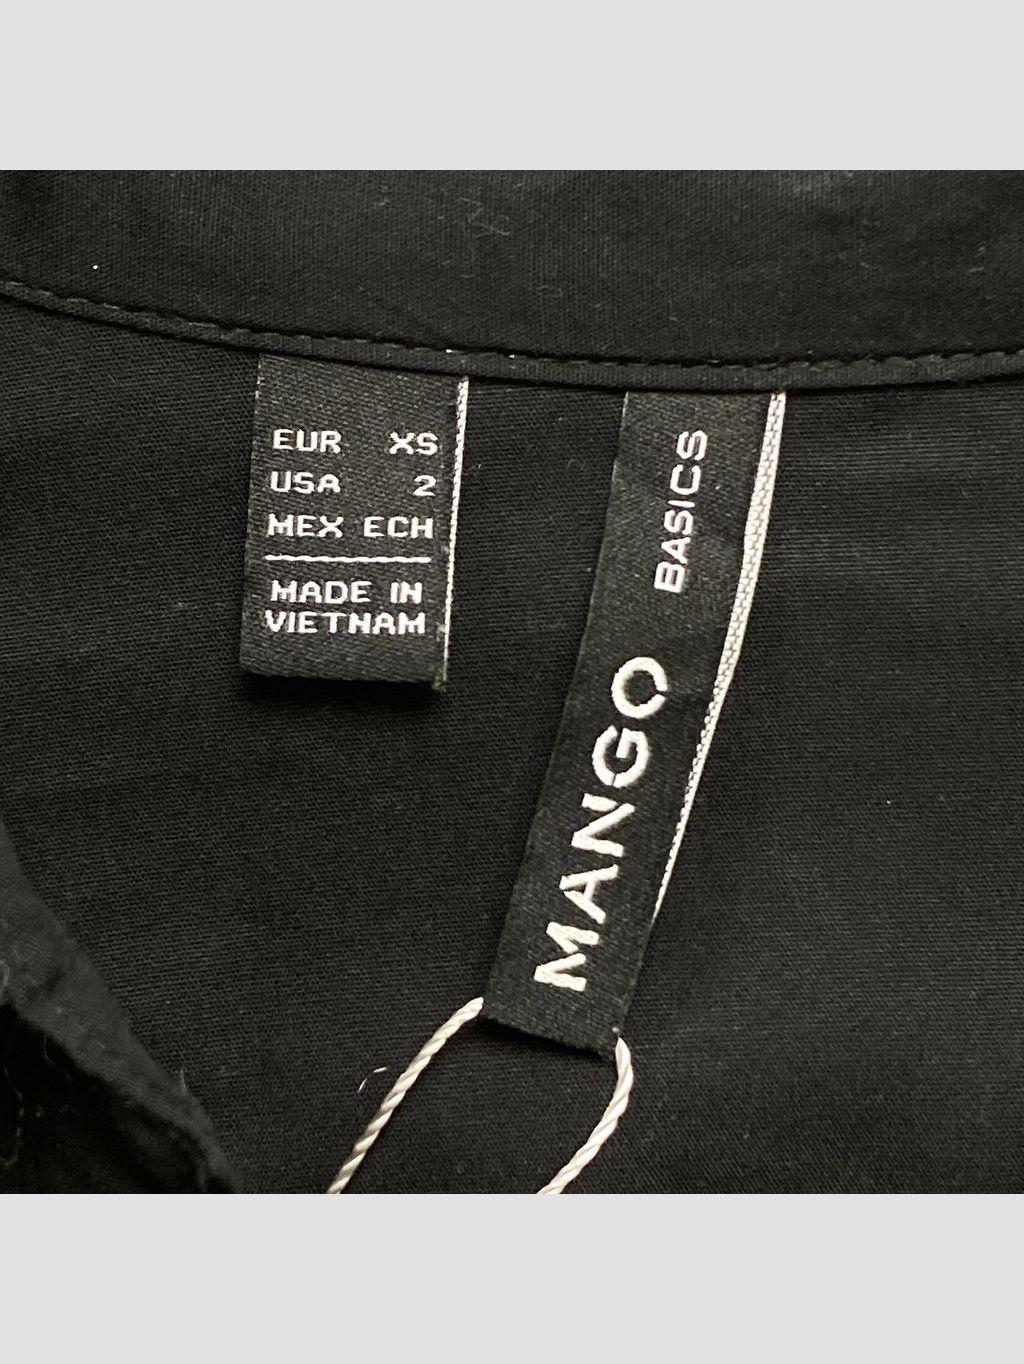 EUR XS
USA 2
MEX ECH
MADE IN
VIETNAM
MANGO BASICS